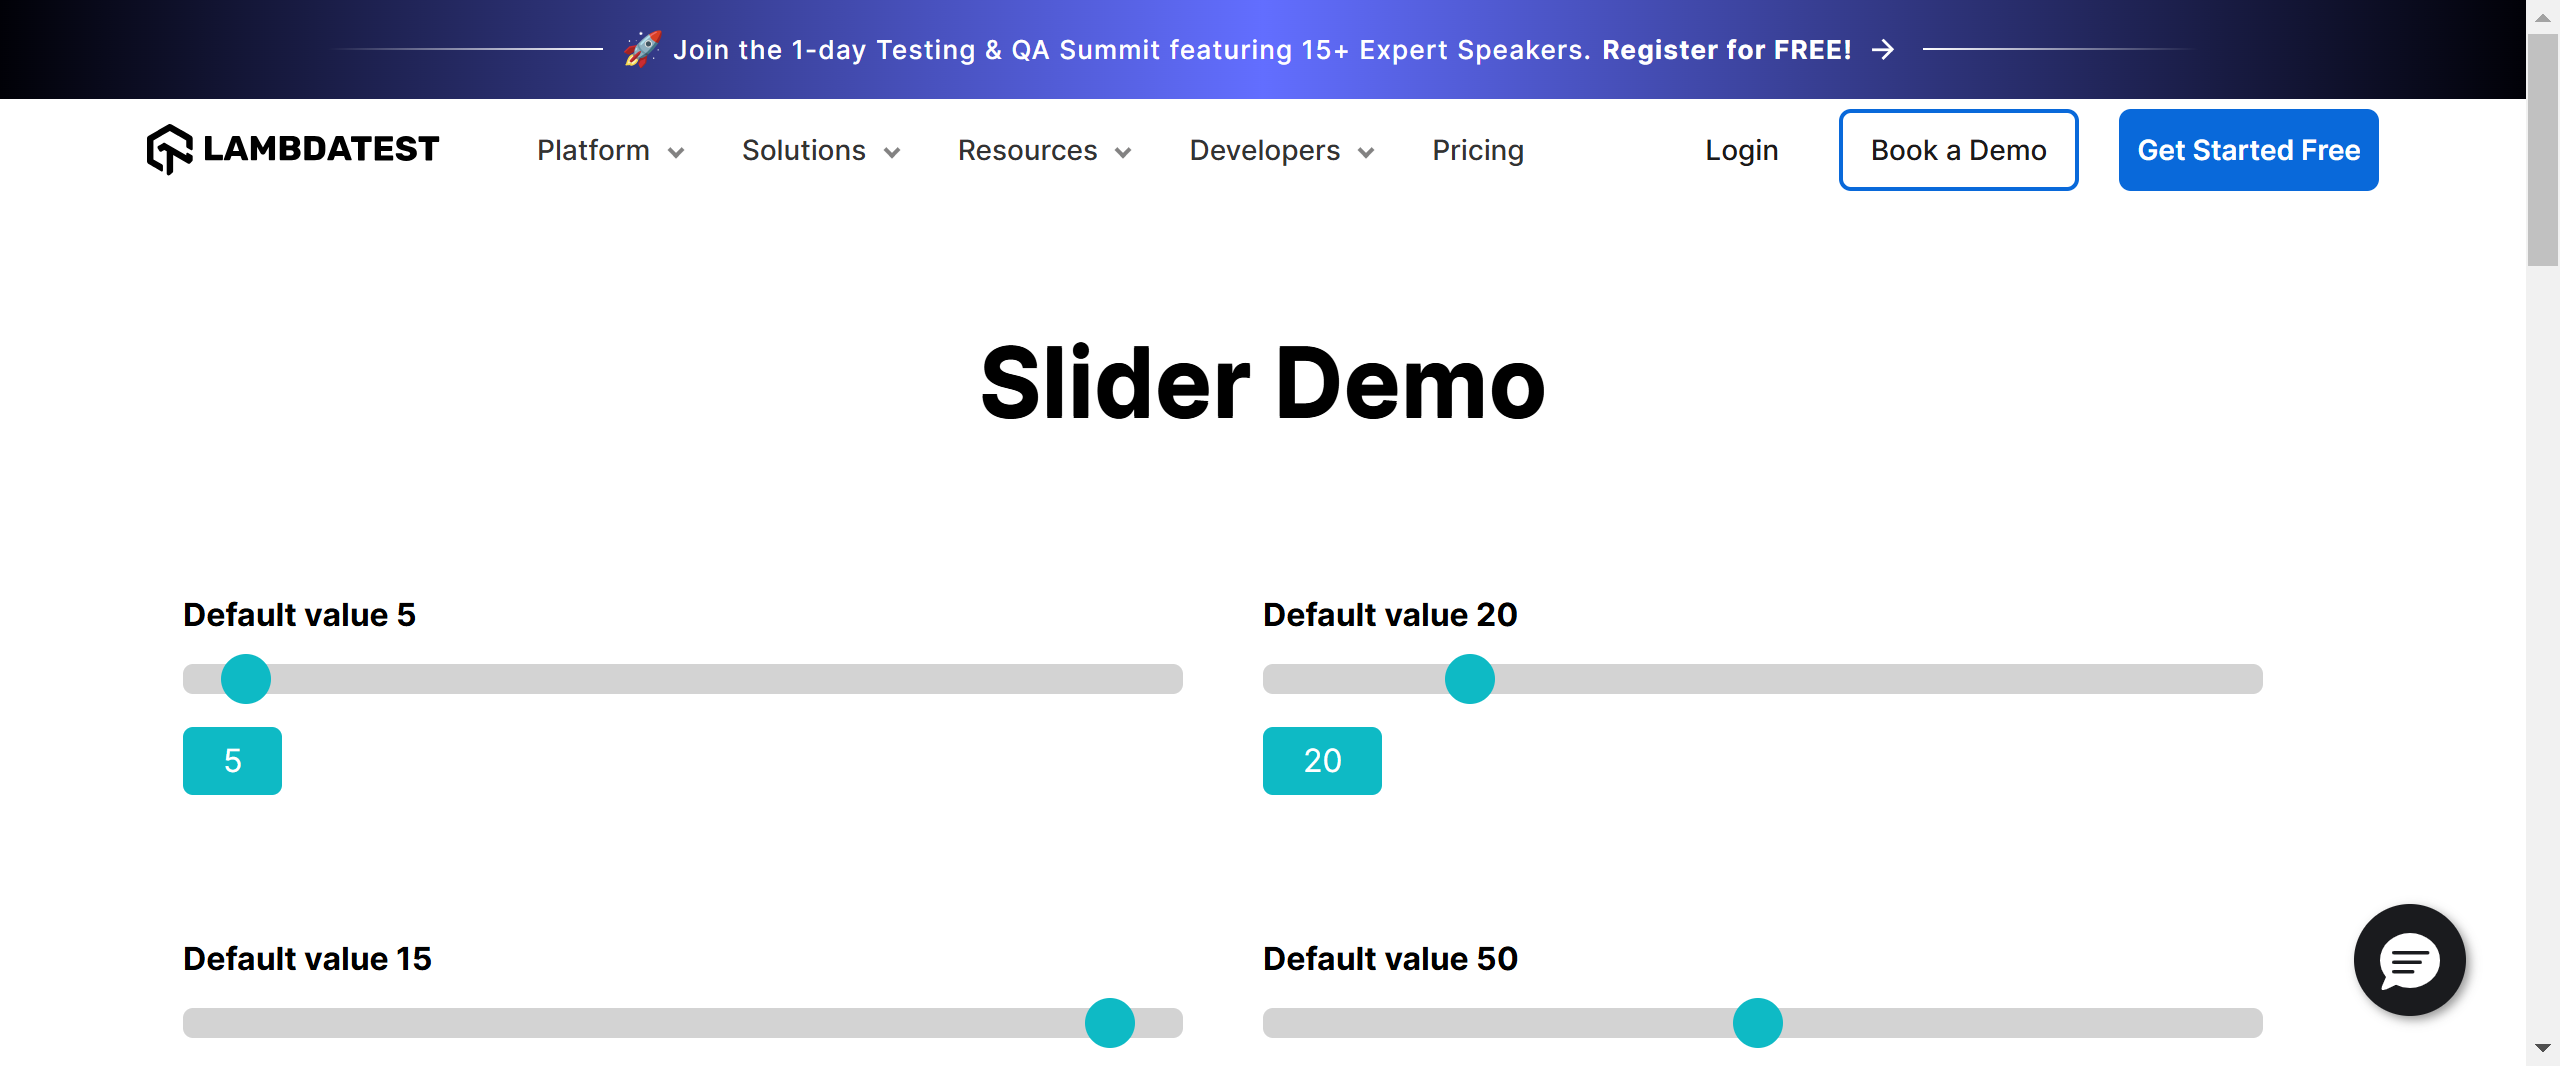 🚀 Join the 1-day Testing & QA Summit featuring 15+ Expert Speakers. Register for FREE! →
LAMBDATEST Platform Solutions Resources Developers Pricing Login Book a Demo Get Started Free
Slider Demo
Default value 5
5
Default value 20
20
Default value 15
Default value 50